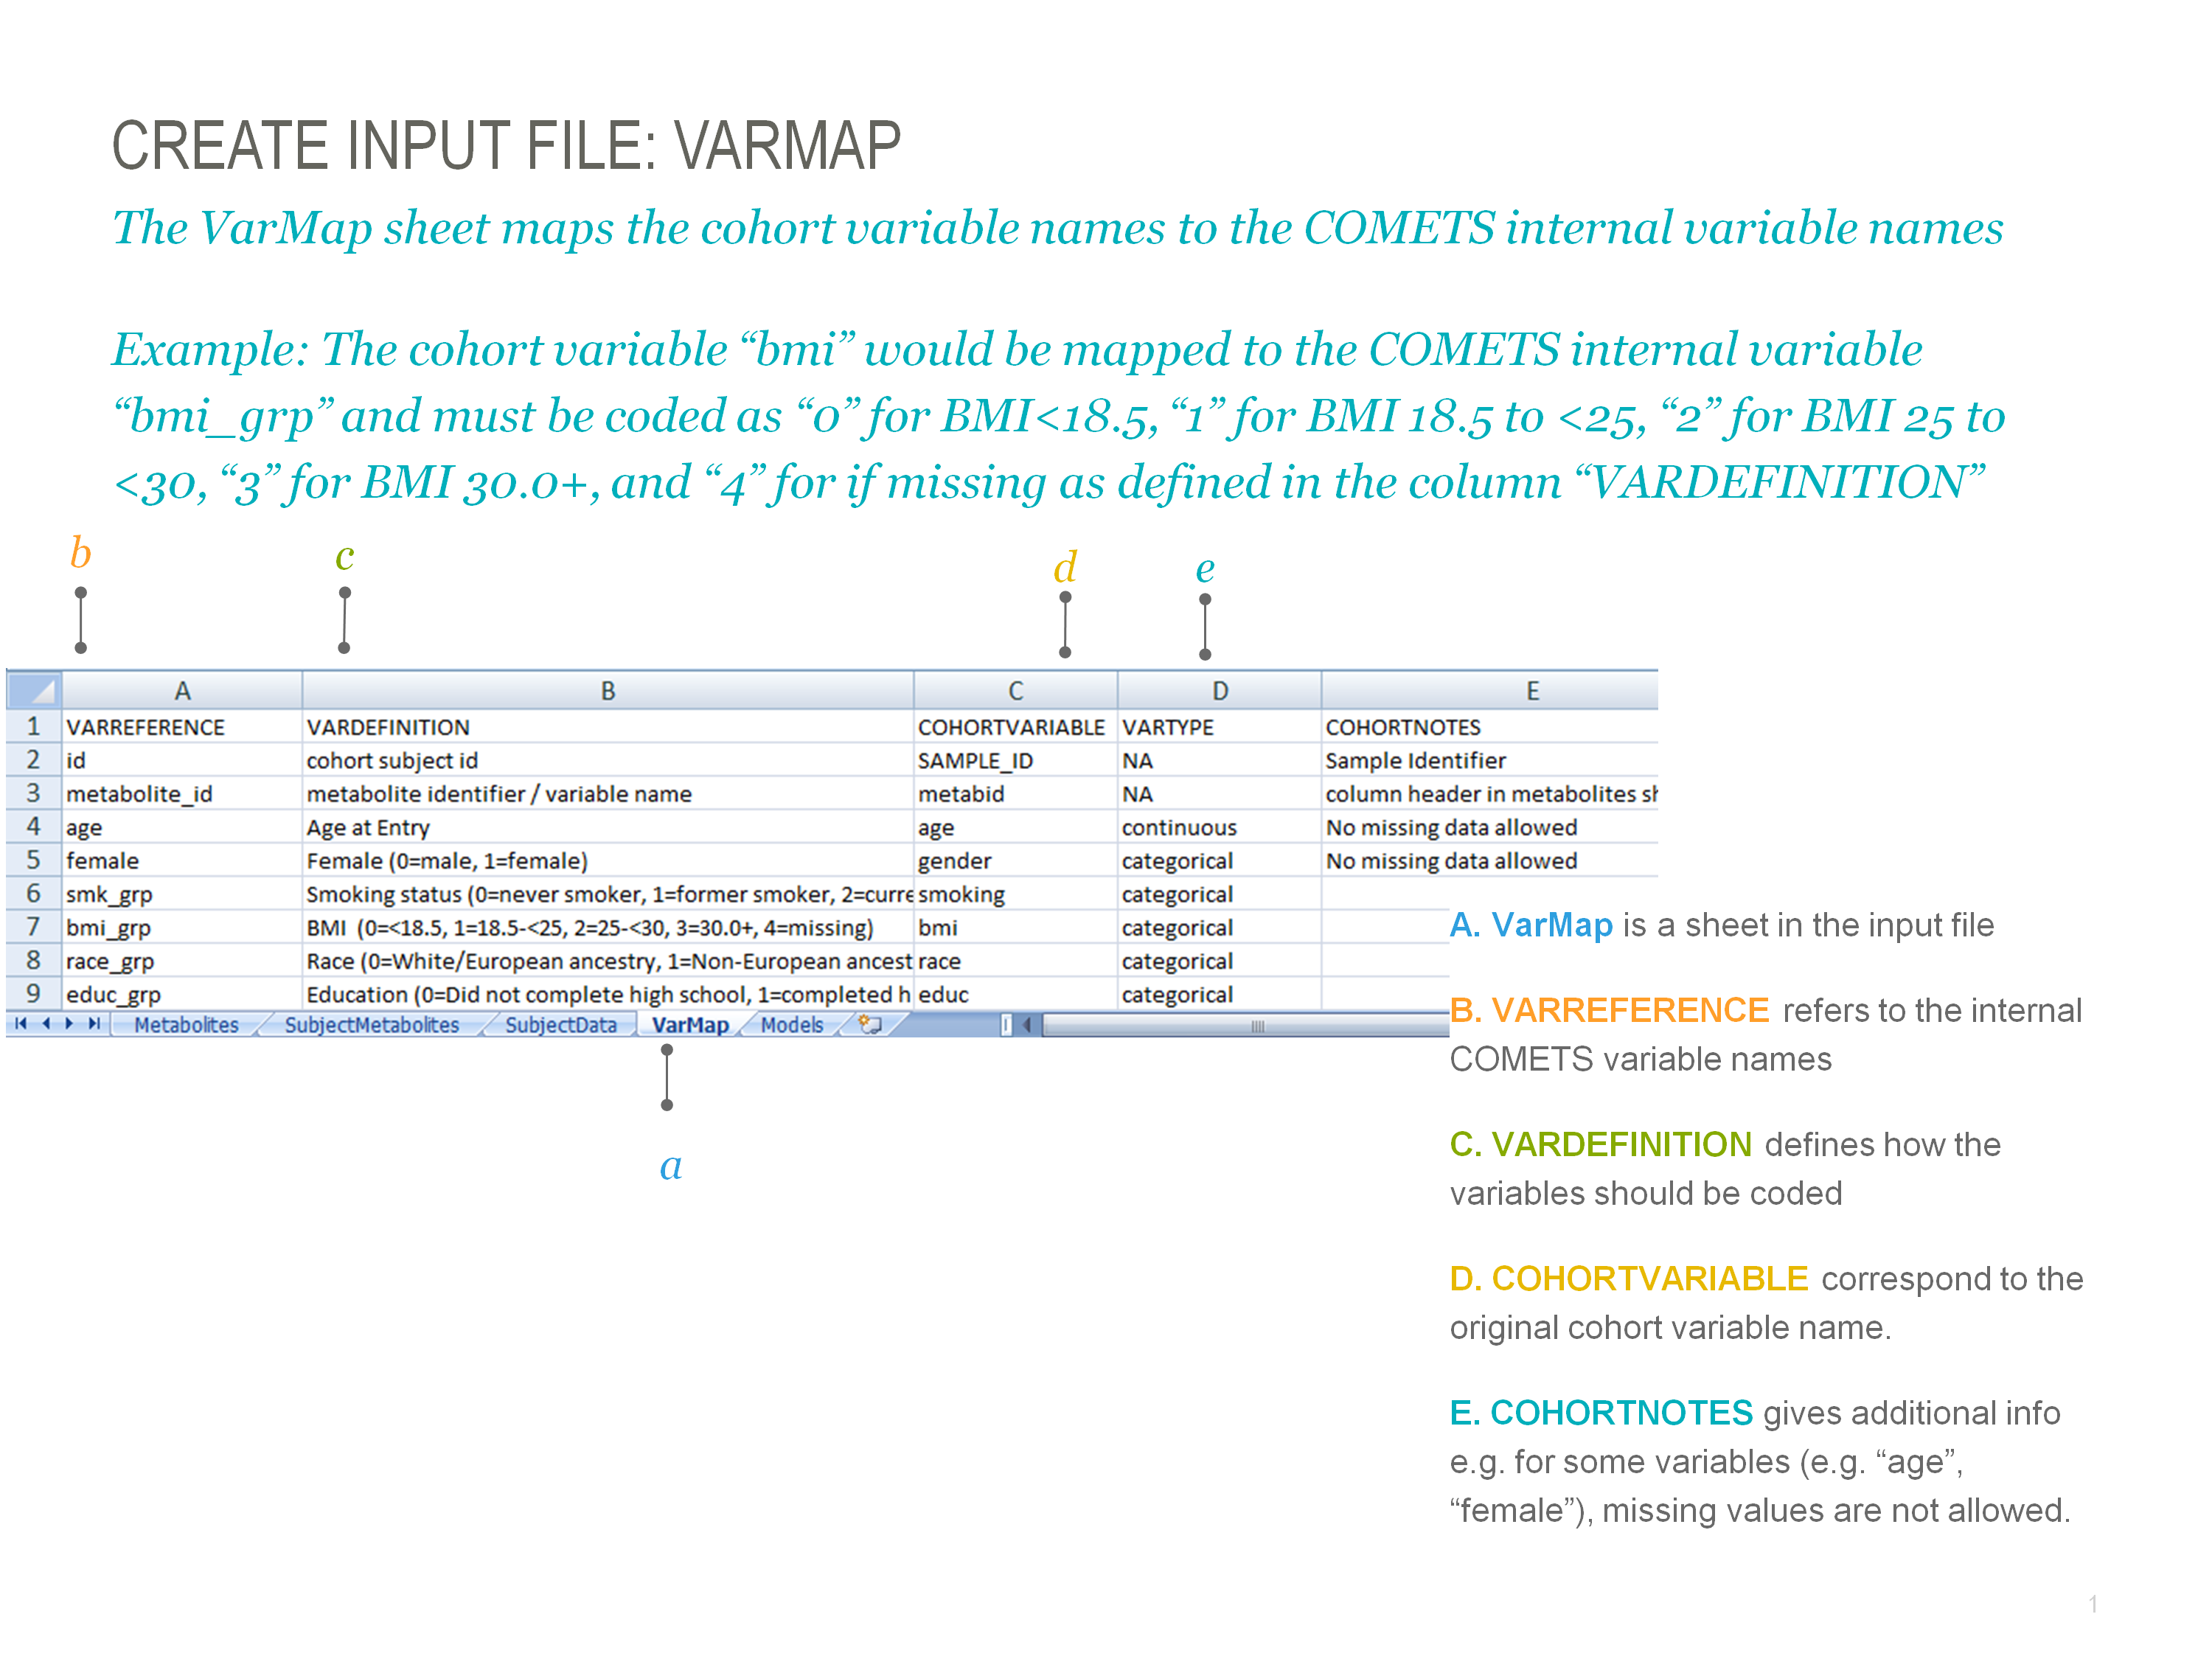 CREATE INPUT FILE: VARMAP
The VarMap sheet maps the cohort variable names to the COMETS internal variable names
Example: The cohort variable “bmi” would be mapped to the COMETS internal variable
“bmi_grp” and must be coded as “0” for BMI<18.5, “1” for BMI 18.5 to <25, “2” for BMI 25 to
<30, “3” for BMI 30.0+, and “4” for if missing as defined in the column “VARDEFINITION”
b c d e
A B C D E
1 VARREFERENCE VARDEFINITION COHORTVARIABLE VARTYPE COHORTNOTES
2 id cohort subject id SAMPLE_ID NA Sample Identifier
3 metabolite_id metabolite identifier / variable name metabid NA column header in metabolites sh
4 age Age at Entry age continuous No missing data allowed
5 female Female (0=male, 1=female) gender categorical No missing data allowed
6 smk_grp Smoking status (0=never smoker, 1=former smoker, 2=curre smoking categorical
7 bmi_grp BMI (0=<18.5, 1=18.5-<25, 2=25-<30, 3=30.0+, 4=missing) bmi categorical
8 race_grp Race (0=White/European ancestry, 1=Non-European ancest race categorical
9 educ_grp Education (0=Did not complete high school, 1=completed h educ categorical
Metabolites SubjectMetabolites SubjectData VarMap Models
a
A. VarMap is a sheet in the input file
B. VARREFERENCE refers to the internal
COMETS variable names
C. VARDEFINITION defines how the
variables should be coded
D. COHORTVARIABLE correspond to the
original cohort variable name.
E. COHORTNOTES gives additional info
e.g. for some variables (e.g. “age”,
“female”), missing values are not allowed.
1